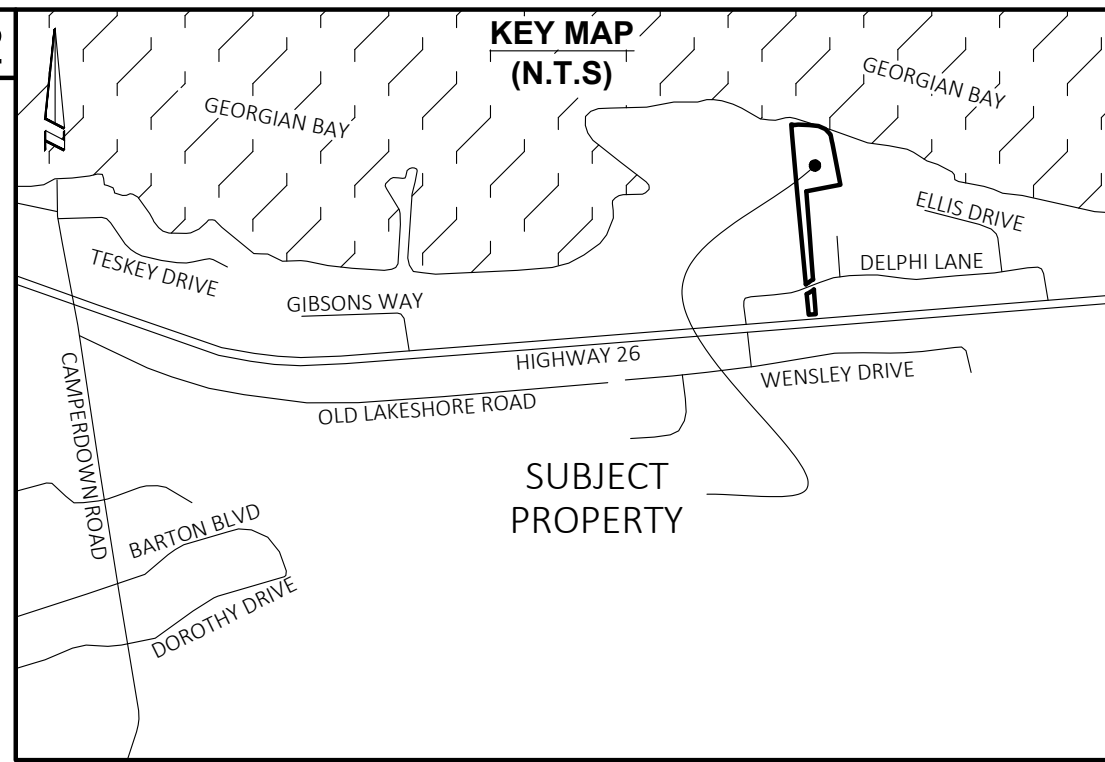 KEY MAP
(N.T.S)
GEORGIAN BAY
GEORGIAN BAY
ELLIS DRIVE
TESKEY DRIVE
DELPHI LANE
GIBSONS WAY
HIGHWAY 26
WENSLEY DRIVE
OLD LAKESHORE ROAD
CAMPERDOWN ROAD
SUBJECT
PROPERTY
BARTON BLVD
DOROTHY DRIVE